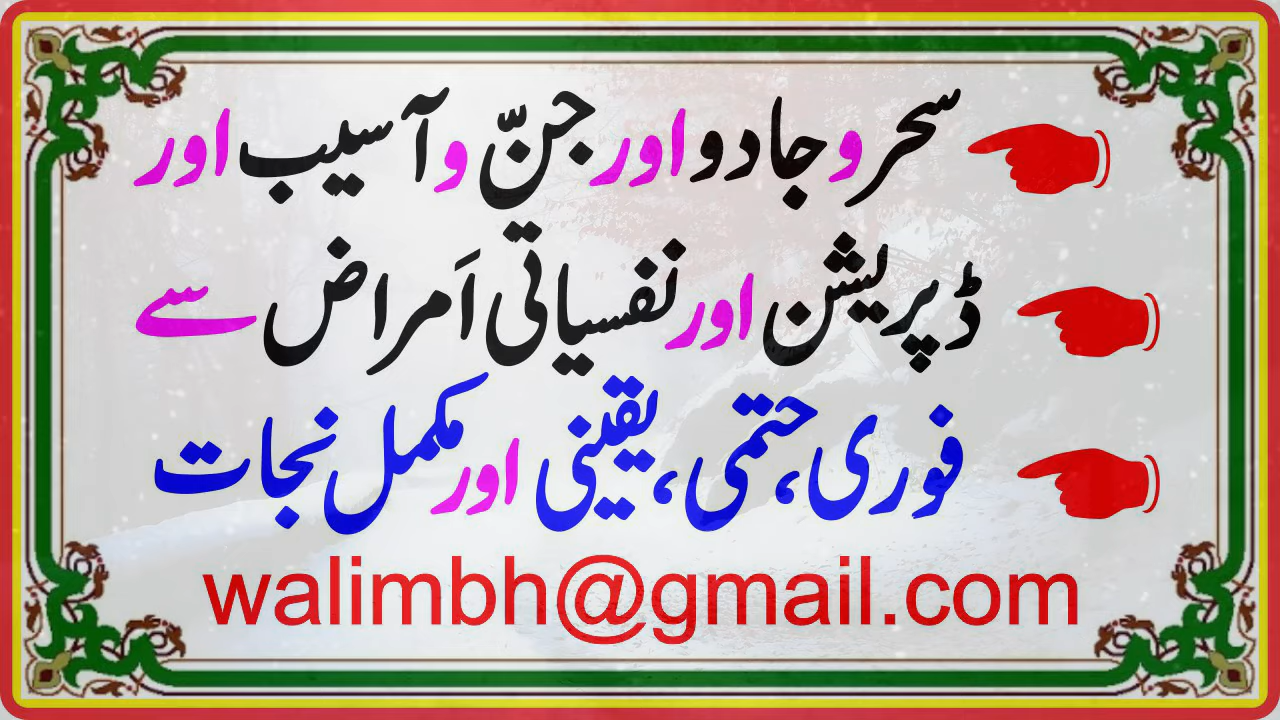 سحر و جادو اور جنّ و آسیب اور
ڈپریشن اور نفسیاتی اَمراض سے
فوری، حتمی، یقینی اور مکمل نجات
walimbh@gmail.com